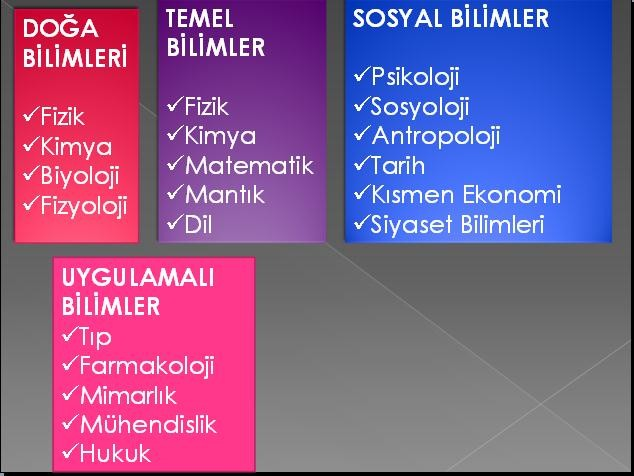 DOĞA
BİLİMLERİ
✓Fizik
✓Kimya
✓Biyoloji
✓Fizyoloji
TEMEL
BİLİMLER
✓Fizik
✓Kimya
✓Matematik
✓Mantık
✓Dil
SOSYAL BİLİMLER
✓Psikoloji
✓Sosyoloji
✓Antropoloji
✓Tarih
✓Kısmen Ekonomi
✓Siyaset Bilimleri
UYGULAMALI
BİLİMLER
✓Tıp
✓Farmakoloji
✓Mimarlık
✓Mühendislik
✓Hukuk